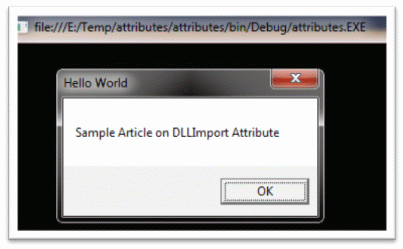 file:///E:/Temp/attributes/attributes/bin/Debug/attributes.EXE
Hello World
Sample Article on DLLImport Attribute
OK